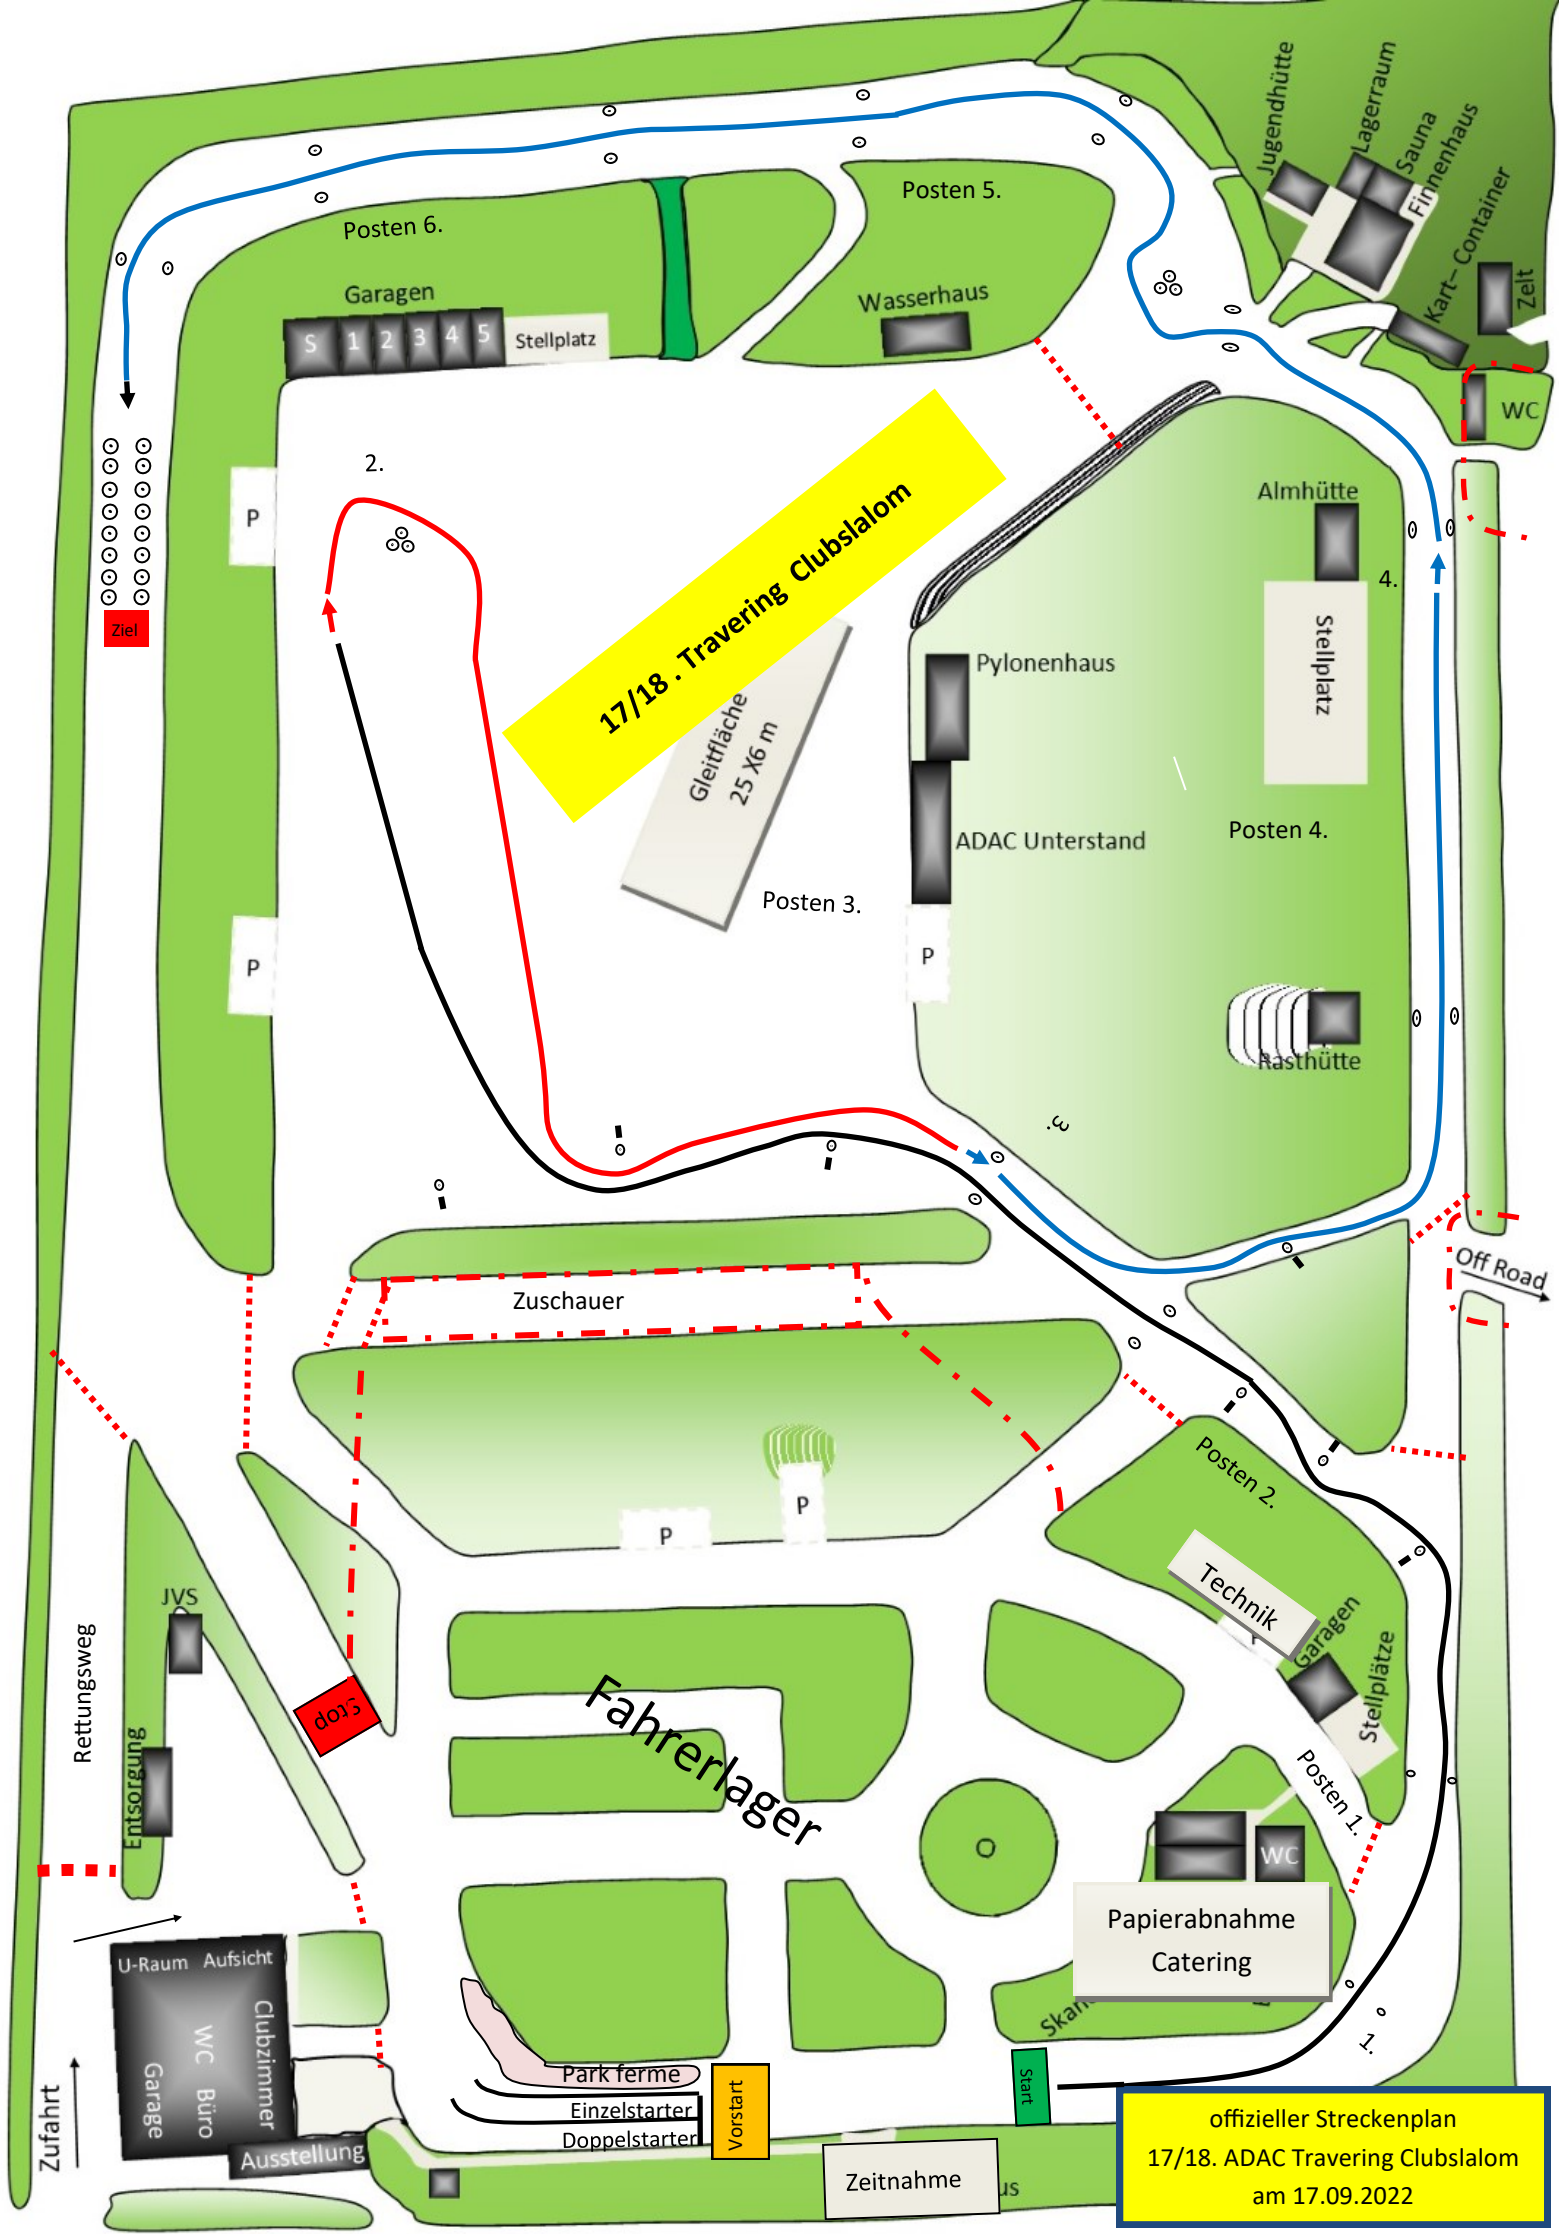 Jugendhütte
Lagerraum
Sauna
Finnenhaus
Kart– Container
Zelt
WC
Posten 5.
Posten 6.
Garagen
S 1 2 3 4 5
Stellplatz
Wasserhaus
2.
P
Ziel
17/18 . Travering Clubslalom
Gleitfläche
25 X6 m
Almhütte
4.
Stellplatz
Pylonenhaus
Posten 4.
ADAC Unterstand
Posten 3.
P
P
Rasthütte
3.
Off Road
Zuschauer
Posten 2.
P
P
Technik
Garagen
Stellplätze
JVS
Rettungsweg
Entsorgung
Stop
Fahrerlager
Posten 1.
O
WC
Papierabnahme
Catering
1.
U-Raum Aufsicht
Clubzimmer
WC Büro
Garage
Ausstellung
Zufahrt
Park ferme
Einzelstarter
Doppelstarter
Vorstart
Start
Zeitnahme
offizieller Streckenplan
17/18. ADAC Travering Clubslalom
am 17.09.2022